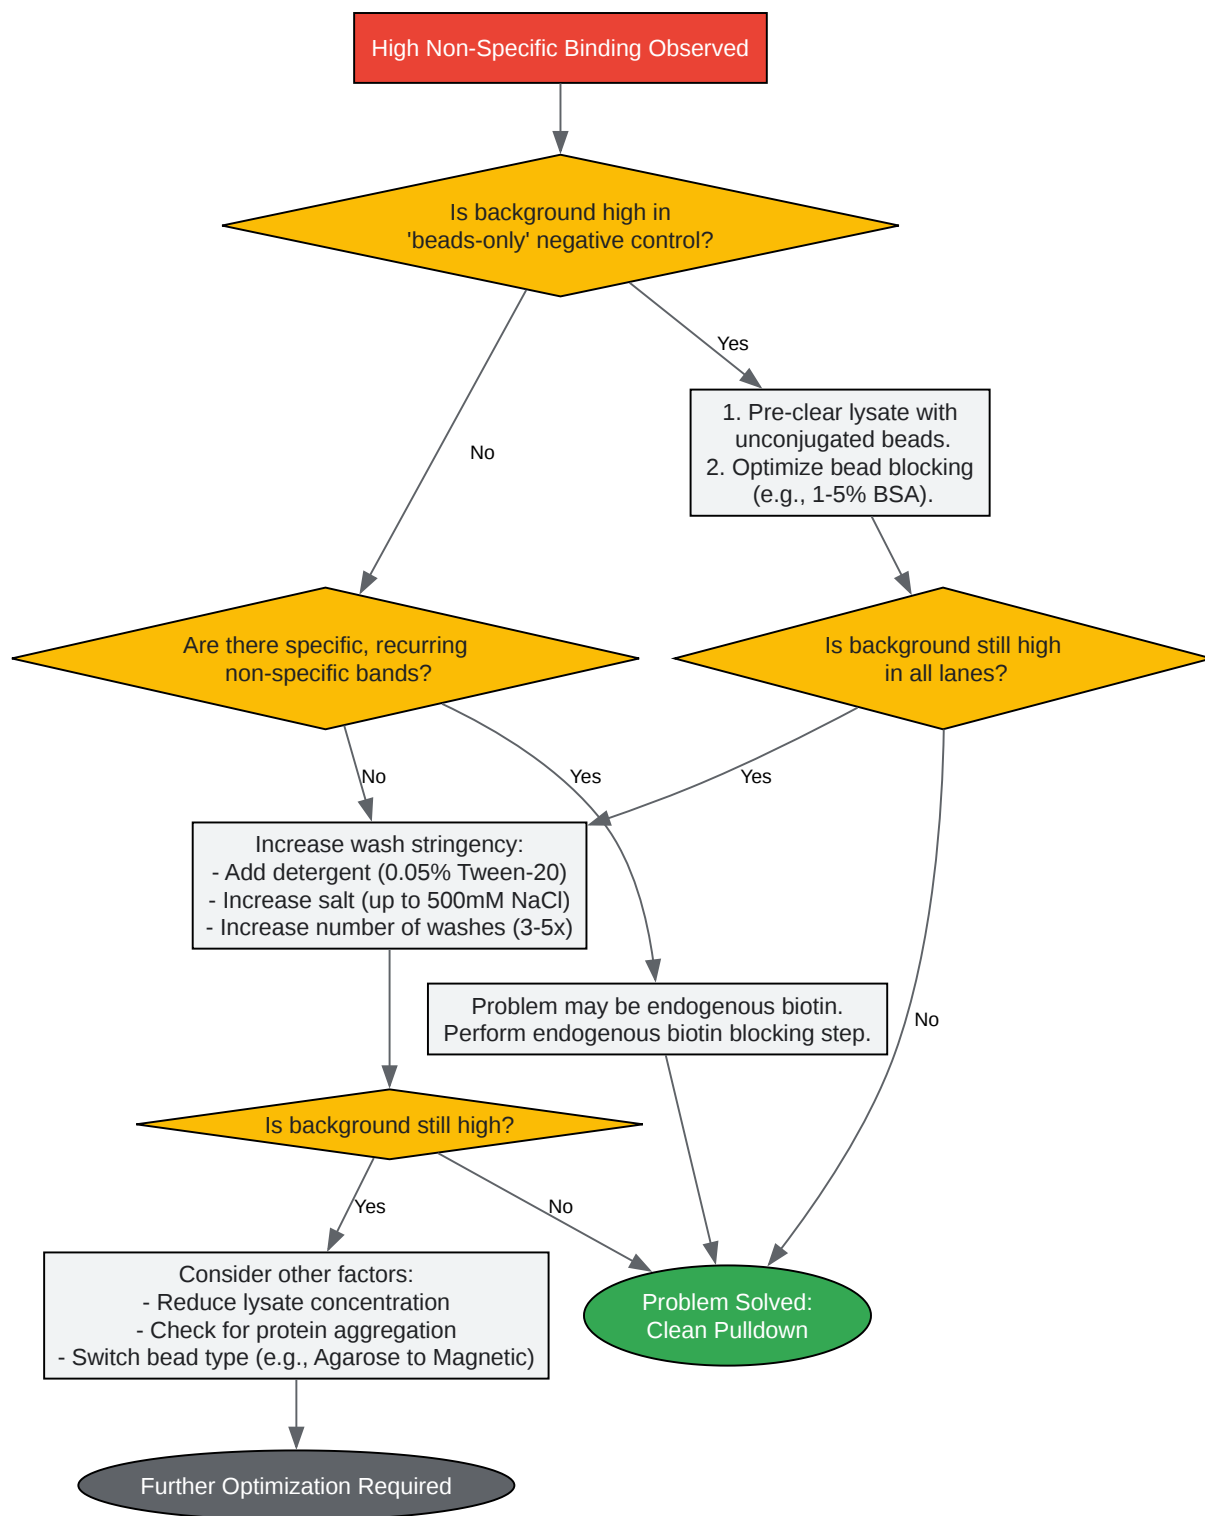 High Non-Specific Binding Observed
Is background high in
'beads-only' negative control?
Yes
No
1. Pre-clear lysate with
unconjugated beads.
2. Optimize bead blocking
(e.g., 1-5% BSA).
Are there specific, recurring
non-specific bands?
Is background still high
in all lanes?
No
Yes
Yes
Increase wash stringency:
- Add detergent (0.05% Tween-20)
- Increase salt (up to 500mM NaCl)
- Increase number of washes (3-5x)
Problem may be endogenous biotin.
Perform endogenous biotin blocking step.
No
Is background still high?
Yes
No
Consider other factors:
- Reduce lysate concentration
- Check for protein aggregation
- Switch bead type (e.g., Agarose to Magnetic)
Problem Solved:
Clean Pulldown
Further Optimization Required